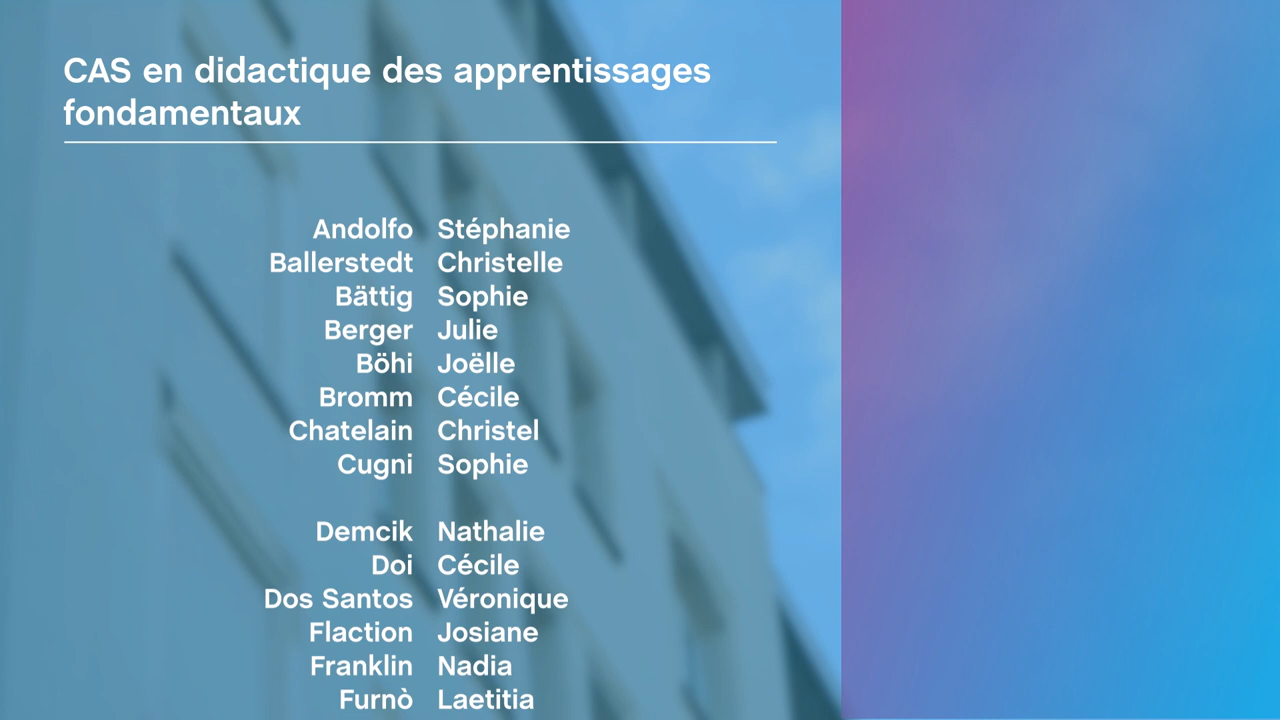 CAS en didactique des apprentissages
fondamentaux
Andolfo Stéphanie
Ballerstedt Christelle
Bättig Sophie
Berger Julie
Böhi Joëlle
Bromm Cécile
Chatelain Christel
Cugni Sophie
Demcik Nathalie
Doi Cécile
Dos Santos Véronique
Flaction Josiane
Franklin Nadia
Furnò Laetitia